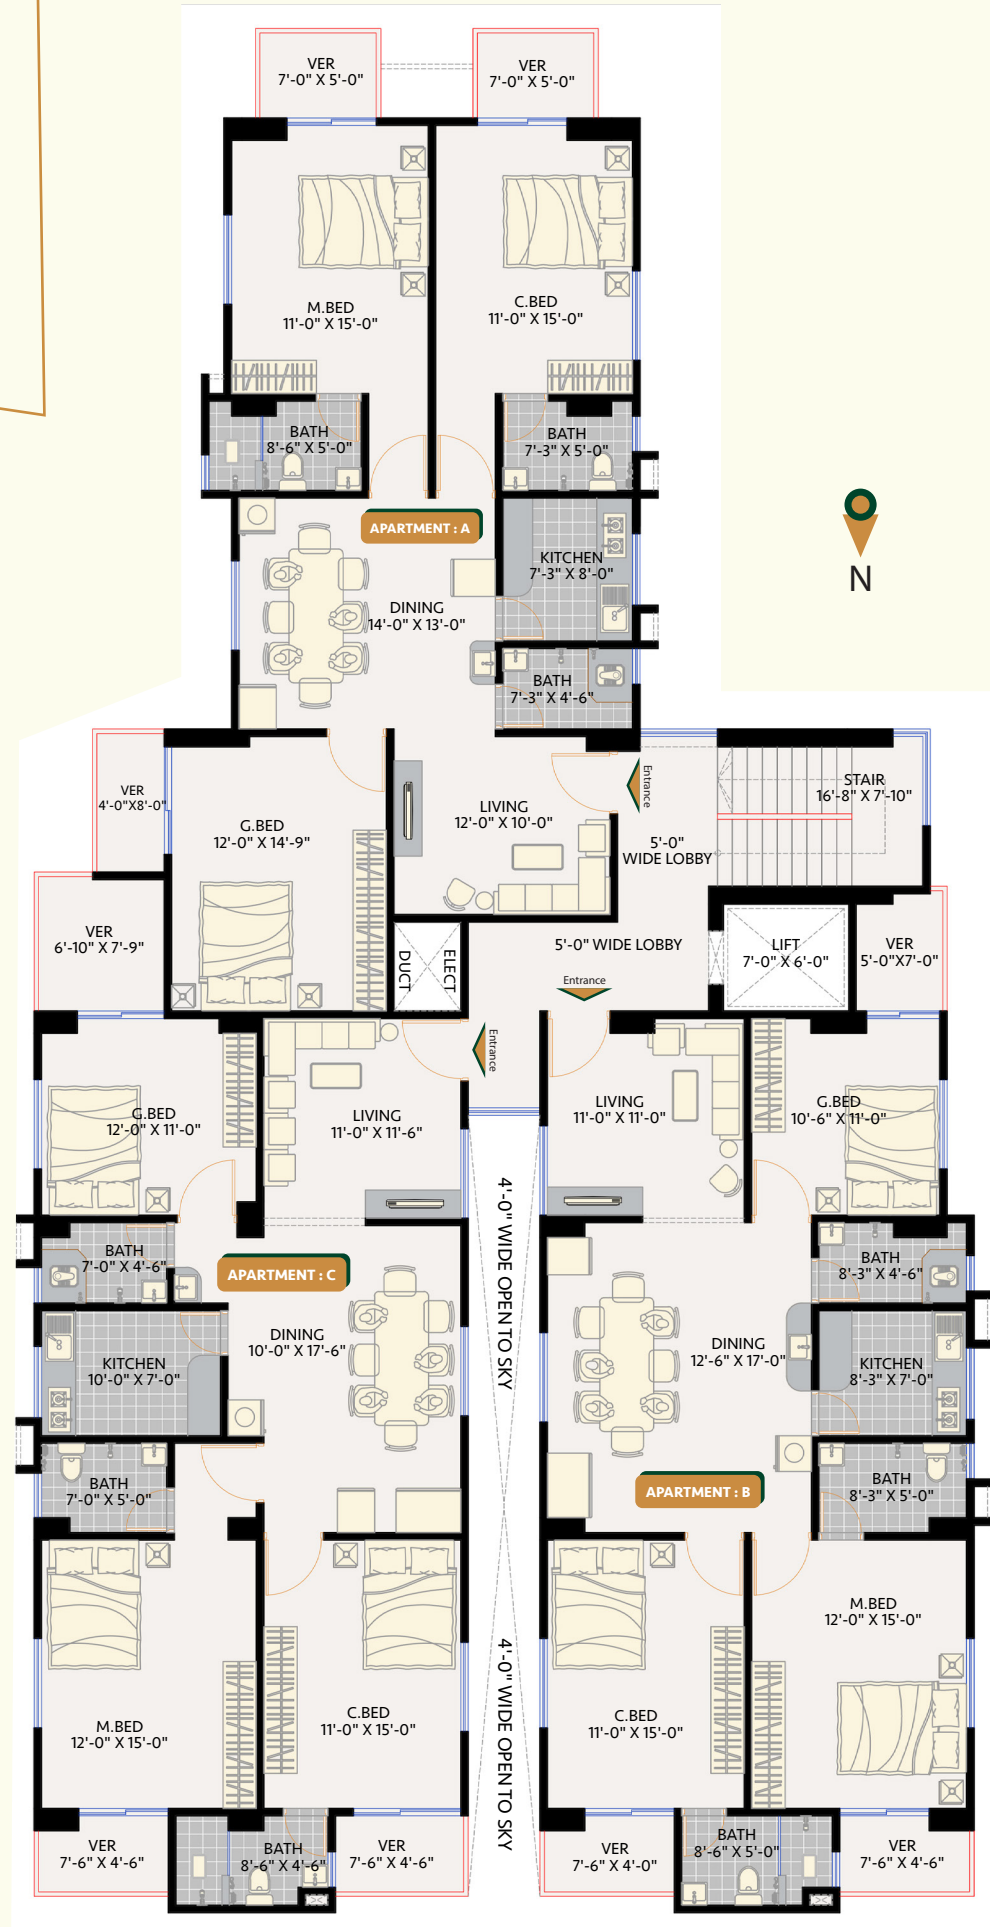 VER
7'-0" X 5'-0"
VER
7'-0" X 5'-0"
M.BED
11'-0" X 15'-0"
C.BED
11'-0" X 15'-0"
BATH
8'-6" X 5'-0"
BATH
7'-3" X 5'-0"
APARTMENT : A
KITCHEN
7'-3" X 8'-0"
N
DINING
14'-0" X 13'-0"
BATH
7'-3" X 4'-6"
VER
4'-0"X8'-0"
G.BED
12'-0" X 14'-9"
LIVING
12'-0" X 10'-0"
Entrance
STAIR
16'-8" X 7'-10"
5'-0"
WIDE LOBBY
VER
6'-10" X 7'-9"
DUCT
ELECT
5'-0" WIDE LOBBY
LIFT
7'-0" X 6'-0"
VER
5'-0"X7'-0"
Entrance
Entrance
G.BED
12'-0" X 11'-0"
LIVING
11'-0" X 11'-6"
LIVING
11'-0" X 11'-0"
G.BED
10'-6" X 11'-0"
4'-0" WIDE OPEN TO SKY
BATH
7'-0" X 4'-6"
APARTMENT : C
BATH
8'-3" X 4'-6"
KITCHEN
10'-0" X 7'-0"
DINING
10'-0" X 17'-6"
DINING
12'-6" X 17'-0"
KITCHEN
8'-3" X 7'-0"
BATH
7'-0" X 5'-0"
APARTMENT : B
BATH
8'-3" X 5'-0"
M.BED
12'-0" X 15'-0"
C.BED
11'-0" X 15'-0"
4'-0" WIDE OPEN TO SKY
C.BED
11'-0" X 15'-0"
M.BED
12'-0" X 15'-0"
VER
7'-6" X 4'-6"
BATH
8'-6" X 4'-6"
VER
7'-6" X 4'-6"
VER
7'-6" X 4'-0"
BATH
8'-6" X 5'-0"
VER
7'-6" X 4'-6"